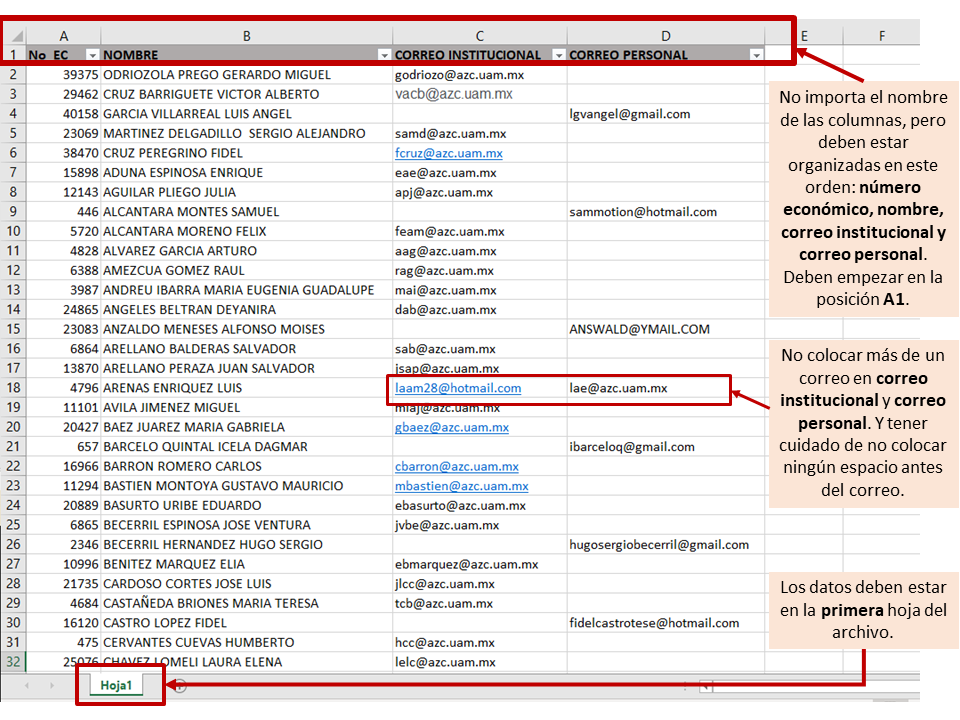 A B C D E F
1 No EC NOMBRE CORREO INSTITUCIONAL CORREO PERSONAL
2 39375 ODRIOZOLA PREGO GERARDO MIGUEL godriozo@azc.uam.mx
3 29462 CRUZ BARRIGUETE VICTOR ALBERTO vacb@azc.uam.mx
4 40158 GARCIA VILLARREAL LUIS ANGEL lgvangel@gmail.com
5 23069 MARTINEZ DELGADILLO SERGIO ALEJANDRO samd@azc.uam.mx
6 38470 CRUZ PEREGRINO FIDEL fcruz@azc.uam.mx
7 15898 ADUNA ESPINOSA ENRIQUE eae@azc.uam.mx
8 12143 AGUILAR PLIEGO JULIA apj@azc.uam.mx
9 446 ALCANTARA MONTES SAMUEL sammotion@hotmail.com
10 5720 ALCANTARA MORENO FELIX feam@azc.uam.mx
11 4828 ALVAREZ GARCIA ARTURO aag@azc.uam.mx
12 6388 AMEZCUA GOMEZ RAUL rag@azc.uam.mx
13 3987 ANDREU IBARRA MARIA EUGENIA GUADALUPE mai@azc.uam.mx
14 24865 ANGELES BELTRAN DEYANIRA dab@azc.uam.mx
15 23083 ANZALDO MENESES ALFONSO MOISES ANSWALD@YMAIL.COM
16 6864 ARELLANO BALDERAS SALVADOR sab@azc.uam.mx
17 13870 ARELLANO PERAZA JUAN SALVADOR jsap@azc.uam.mx
18 4796 ARENAS ENRIQUEZ LUIS laam28@hotmail.com lae@azc.uam.mx
19 11101 AVILA JIMENEZ MIGUEL miaj@azc.uam.mx
20 20427 BAEZ JUAREZ MARIA GABRIELA gbaez@azc.uam.mx
21 657 BARCELO QUINTAL ICELA DAGMAR ibarceloq@gmail.com
22 16966 BARRON ROMERO CARLOS cbarron@azc.uam.mx
23 11294 BASTIEN MONTOYA GUSTAVO MAURICIO mbastien@azc.uam.mx
24 20889 BASURTO URIBE EDUARDO ebasurto@azc.uam.mx
25 6865 BECERRIL ESPINOSA JOSE VENTURA jvbe@azc.uam.mx
26 2346 BECERRIL HERNANDEZ HUGO SERGIO hugosergiobecerril@gmail.com
27 10996 BENITEZ MARQUEZ ELIA ebmarquez@azc.uam.mx
28 21735 CARDOSO CORTES JOSE LUIS jlcc@azc.uam.mx
29 4684 CASTAÑEDA BRIONES MARIA TERESA tcb@azc.uam.mx
30 16120 CASTRO LOPEZ FIDEL fidelcastrotese@hotmail.com
31 475 CERVANTES CUEVAS HUMBERTO hcc@azc.uam.mx
32 25076 CHAVEZ LOMELI LAURA ELENA lelc@azc.uam.mx
Hoja1
No importa el nombre
de las columnas, pero
deben estar
organizadas en este
orden: número
económico, nombre,
correo institucional y
correo personal.
Deben empezar en la
posición A1.
No colocar más de un
correo en correo
institucional y correo
personal. Y tener
cuidado de no colocar
ningún espacio antes
del correo.
Los datos deben estar
en la primera hoja del
archivo.